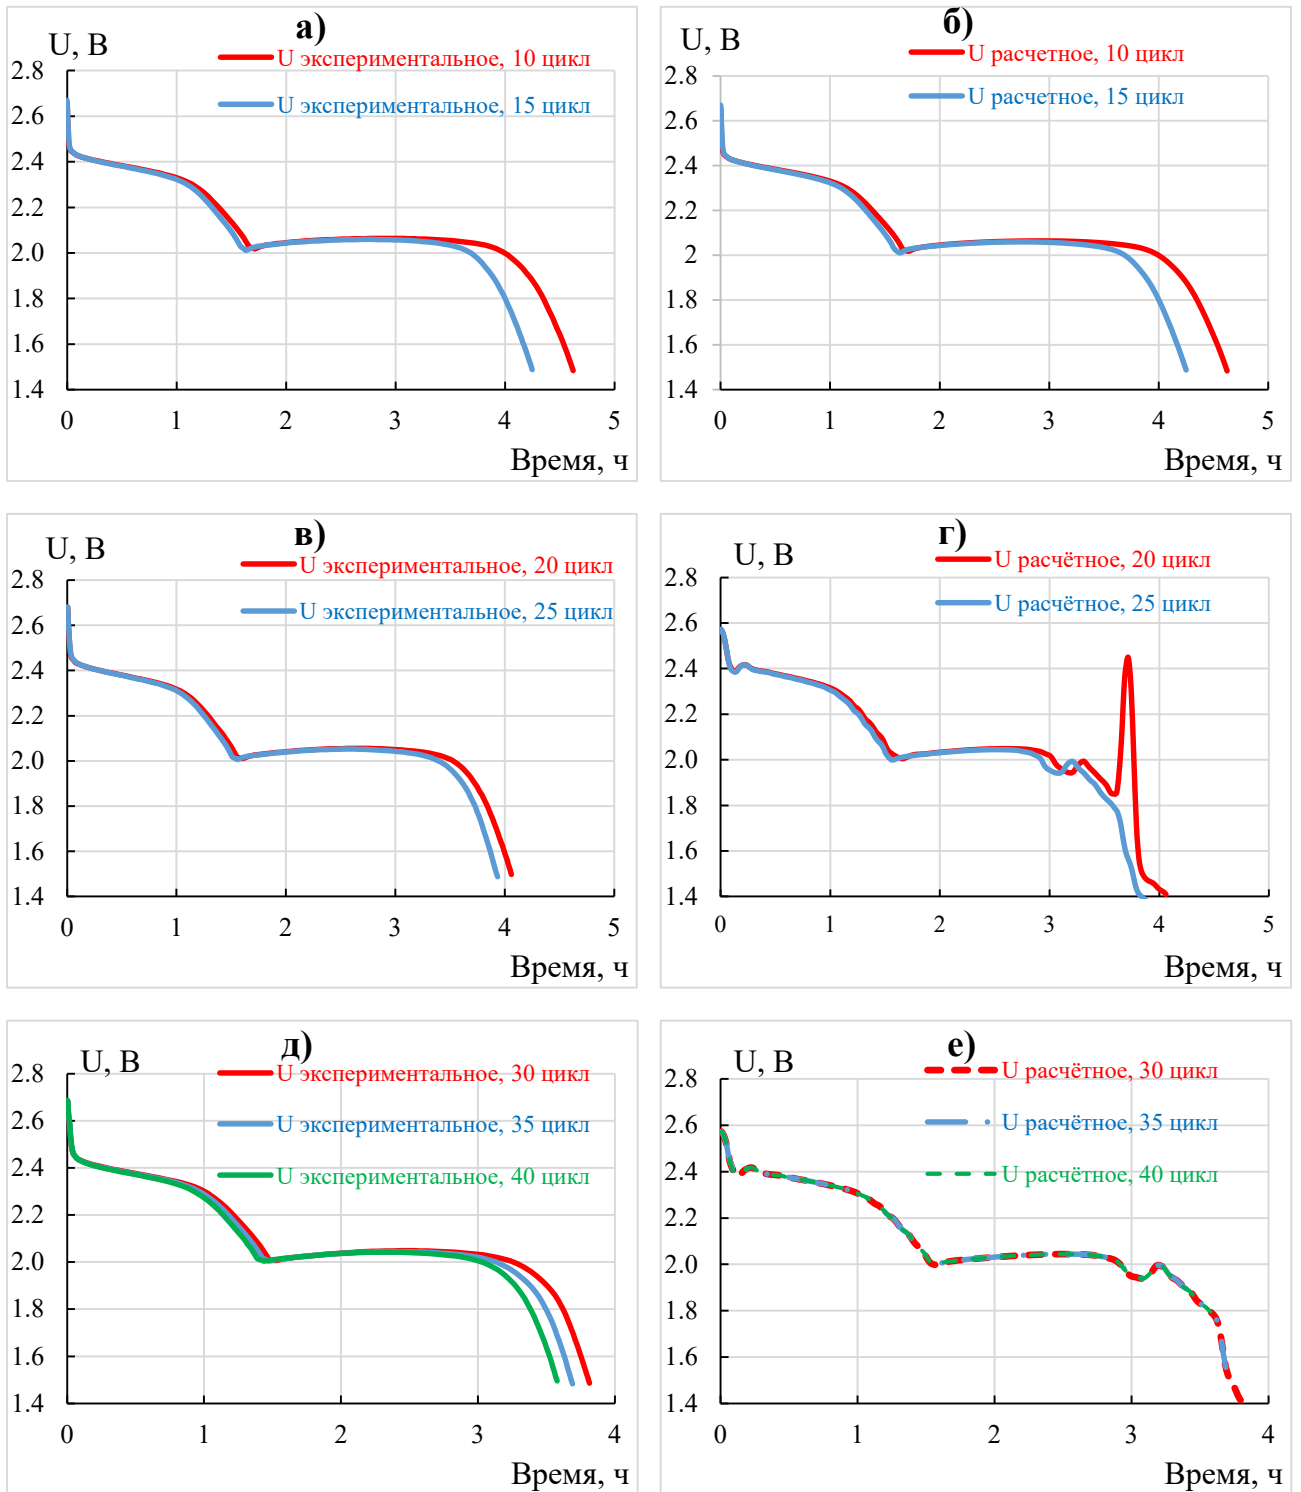 а)
U, В
U экспериментальное, 10 цикл
U экспериментальное, 15 цикл
2.8
2.6
2.4
2.2
2.0
1.8
1.6
1.4
0 1 2 3 4 5
Время, ч
б)
U, В
U расчетное, 10 цикл
U расчетное, 15 цикл
2.8
2.6
2.4
2.2
2
1.8
1.6
1.4
0 1 2 3 4 5
Время, ч
в)
U, В
U экспериментальное, 20 цикл
U экспериментальное, 25 цикл
2.8
2.6
2.4
2.2
2.0
1.8
1.6
1.4
0 1 2 3 4 5
Время, ч
г)
U, В
U расчётное, 20 цикл
U расчётное, 25 цикл
2.8
2.6
2.4
2.2
2.0
1.8
1.6
1.4
0 1 2 3 4 5
Время, ч
д)
U, В
U экспериментальное, 30 цикл
U экспериментальное, 35 цикл
U экспериментальное, 40 цикл
2.8
2.6
2.4
2.2
2.0
1.8
1.6
1.4
0 1 2 3 4
Время, ч
е)
U, В
U расчётное, 30 цикл
U расчётное, 35 цикл
U расчётное, 40 цикл
2.8
2.6
2.4
2.2
2.0
1.8
1.6
1.4
0 1 2 3 4
Время, ч